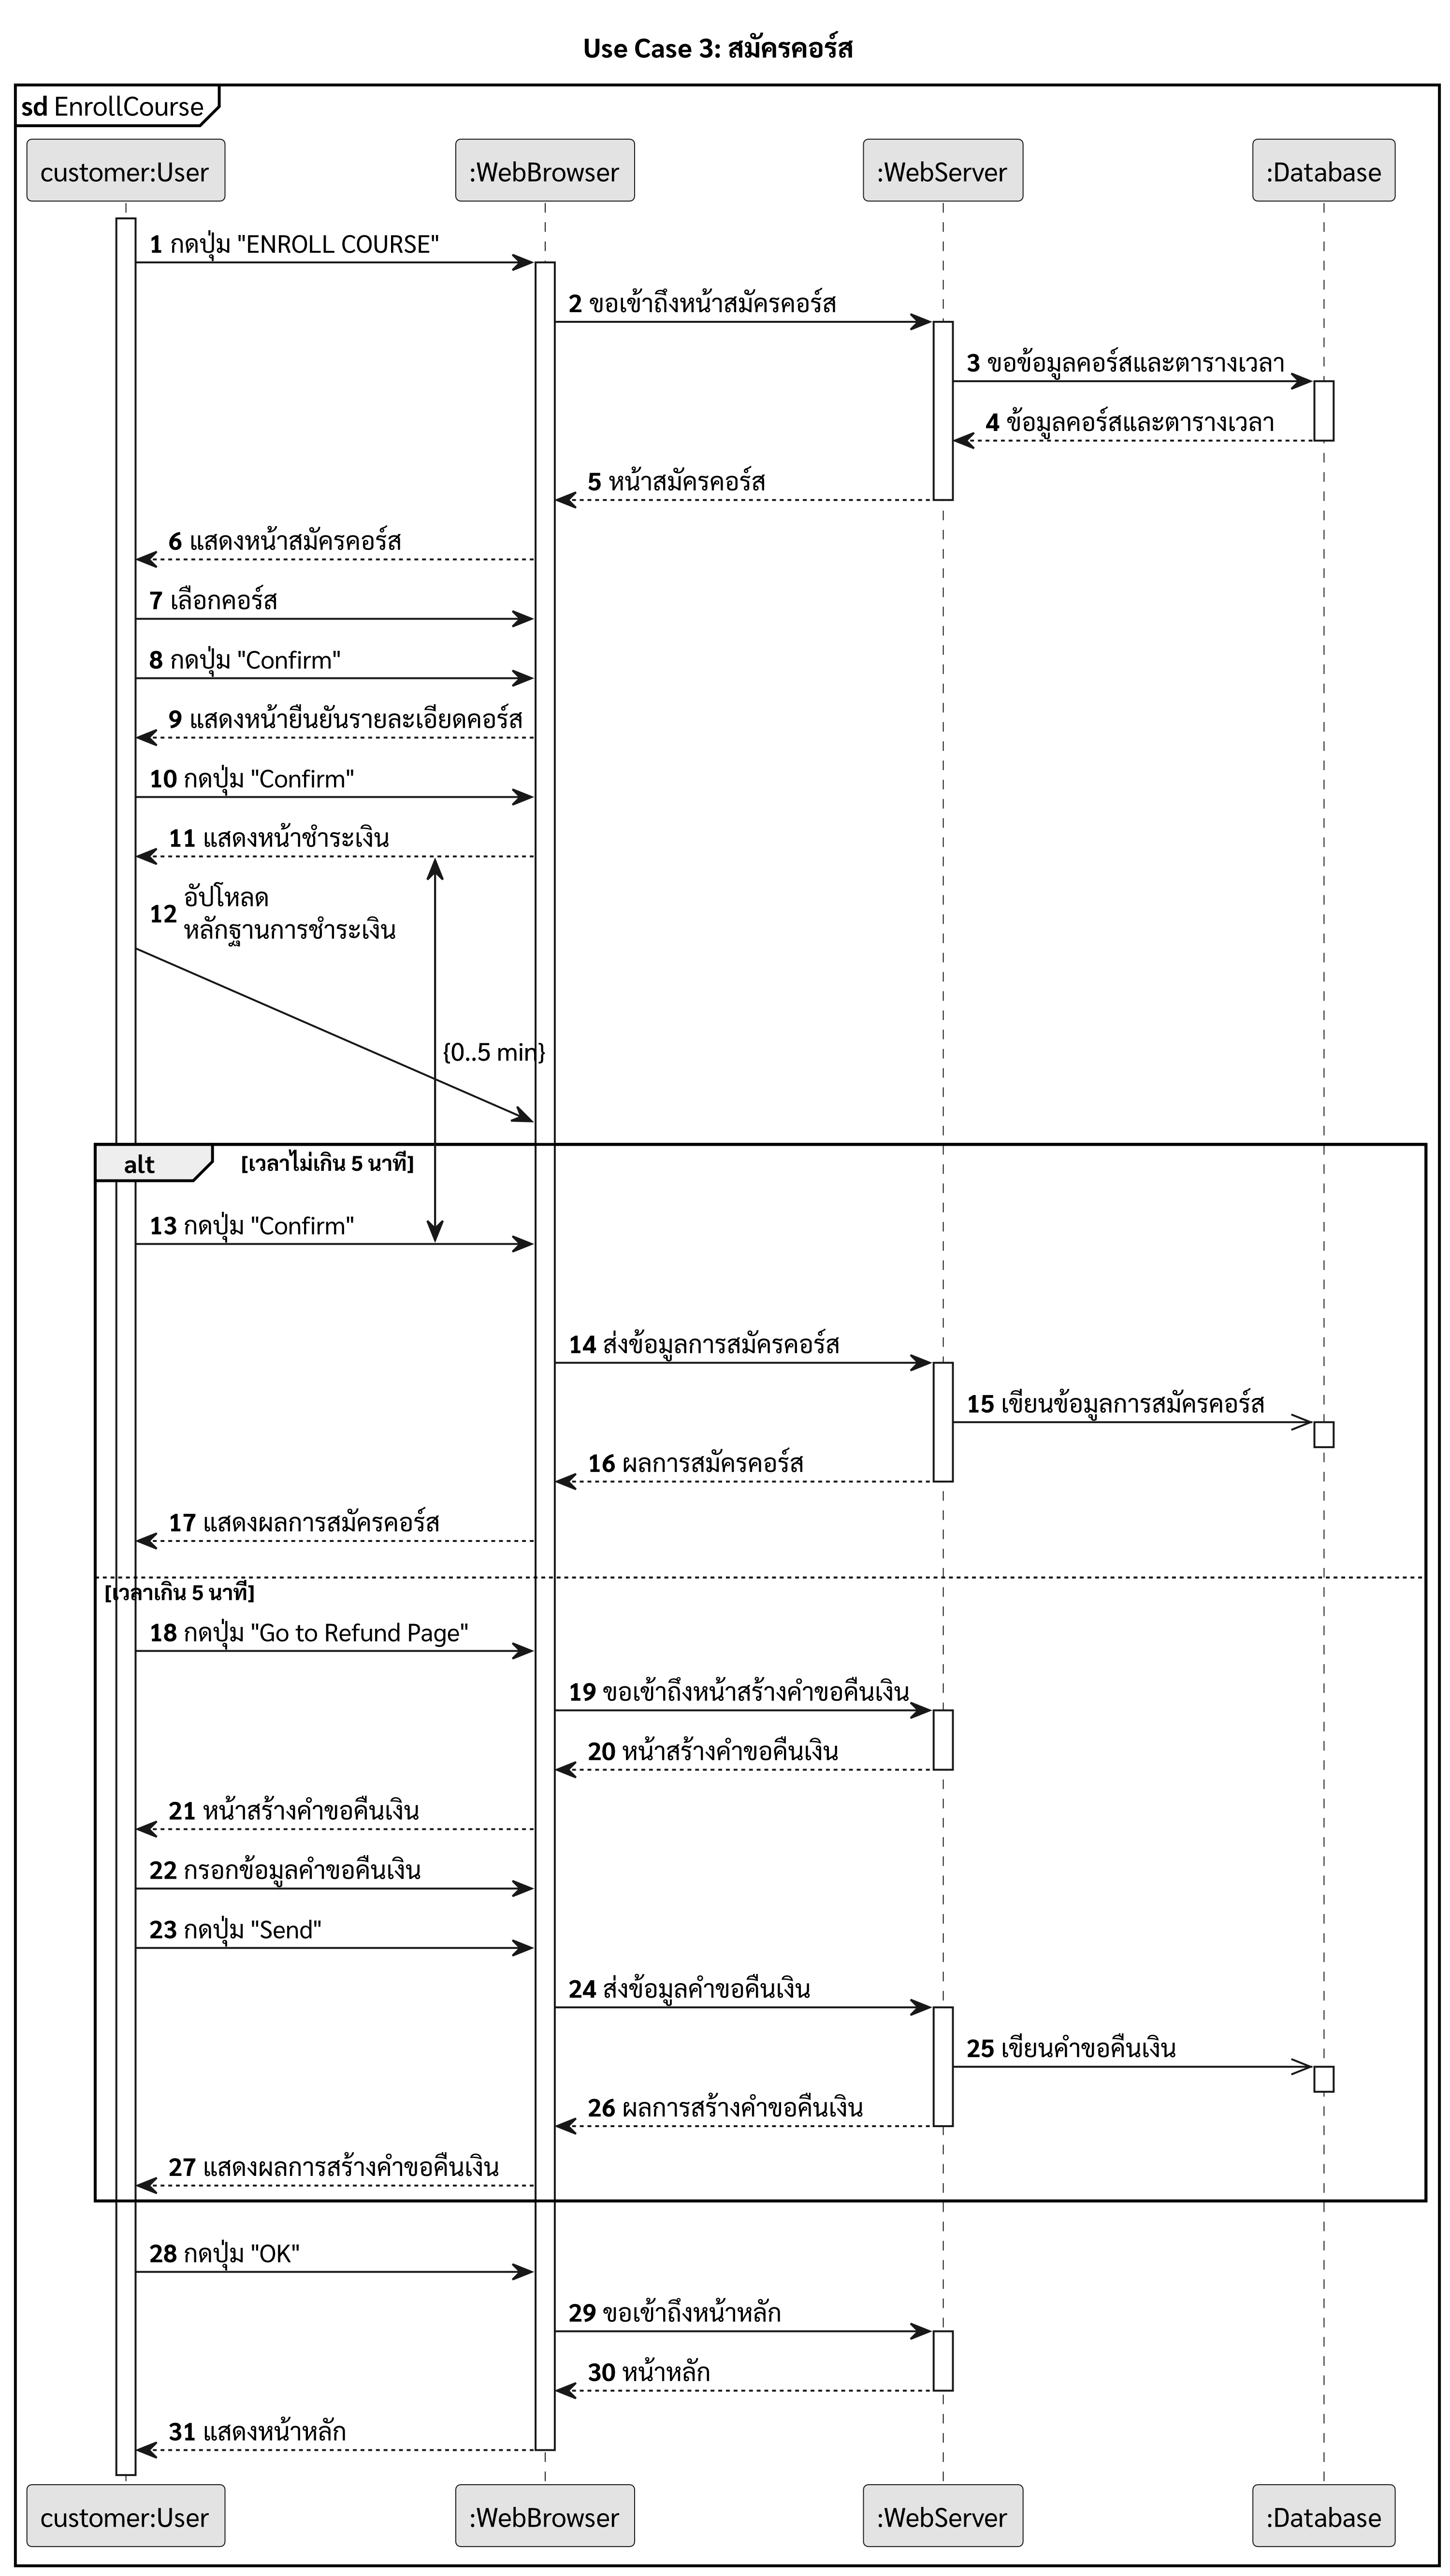 Use Case 3: สมัครคอร์ส
sd EnrollCourse
customer:User :WebBrowser :WebServer :Database
1 กดปุ่ม "ENROLL COURSE"
2 ขอเข้าถึงหน้าสมัครคอร์ส
3 ขอข้อมูลคอร์สและตารางเวลา
4 ข้อมูลคอร์สและตารางเวลา
5 หน้าสมัครคอร์ส
6 แสดงหน้าสมัครคอร์ส
7 เลือกคอร์ส
8 กดปุ่ม "Confirm"
9 แสดงหน้ายืนยันรายละเอียดคอร์ส
10 กดปุ่ม "Confirm"
11 แสดงหน้าชำระเงิน
12 อัปโหลด
หลักฐานการชำระเงิน
{0..5 min}
alt [เวลาไม่เกิน 5 นาที]
13 กดปุ่ม "Confirm"
14 ส่งข้อมูลการสมัครคอร์ส
15 เขียนข้อมูลการสมัครคอร์ส
16 ผลการสมัครคอร์ส
17 แสดงผลการสมัครคอร์ส
[เวลาเกิน 5 นาที]
18 กดปุ่ม "Go to Refund Page"
19 ขอเข้าถึงหน้าสร้างคำขอคืนเงิน
20 หน้าสร้างคำขอคืนเงิน
21 หน้าสร้างคำขอคืนเงิน
22 กรอกข้อมูลคำขอคืนเงิน
23 กดปุ่ม "Send"
24 ส่งข้อมูลคำขอคืนเงิน
25 เขียนคำขอคืนเงิน
26 ผลการสร้างคำขอคืนเงิน
27 แสดงผลการสร้างคำขอคืนเงิน
28 กดปุ่ม "OK"
29 ขอเข้าถึงหน้าหลัก
30 หน้าหลัก
31 แสดงหน้าหลัก
customer:User :WebBrowser :WebServer :Database